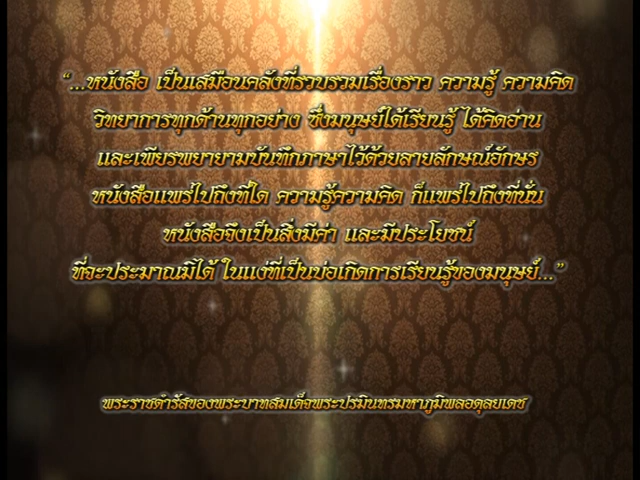 “...หนังสือ เป็นเสมือนคลังที่รวบรวมเรื่องราว ความรู้ ความคิด
วิทยาการทุกด้านทุกอย่าง ซึ่งมนุษย์ได้เรียนรู้ ได้คิดอ่าน
และเพียรพยายามบันทึกภาษาไว้ด้วยลายลักษณ์อักษร
หนังสือแพร่ไปถึงที่ใด ความรู้ความคิด ก็แพร่ไปถึงที่นั่น
หนังสือจึงเป็นสิ่งมีค่า และมีประโยชน์
ที่จะประมาณมิได้ ในแง่ที่เป็นบ่อเกิดการเรียนรู้ของมนุษย์...”
พระราชดำรัสของพระบาทสมเด็จพระปรมินทรมหาภูมิพลอดุลยเดช